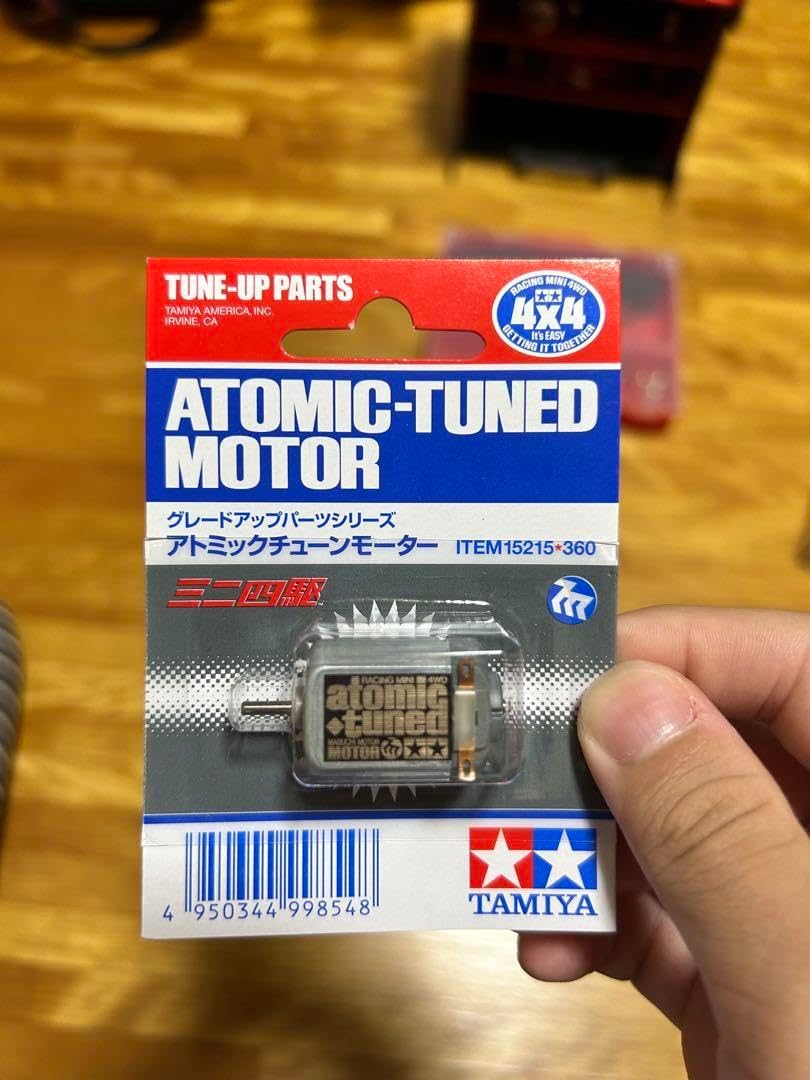 TUNE-UP PARTS
TAMIYA AMERICA, INC.
IRVINE, CA
RACING MINI 4WD
4x4
It's EASY
GETTING IT TOGETHER
ATOMIC-TUNED
MOTOR
グレードアップパーツシリーズ
アトミックチューンモーター ITEM15215★360
ミニ四駆
RACING MINI 4WD
atomic
tuned
MABUCHI MOTOR
MOTOR
4 950344 998548
TAMIYA